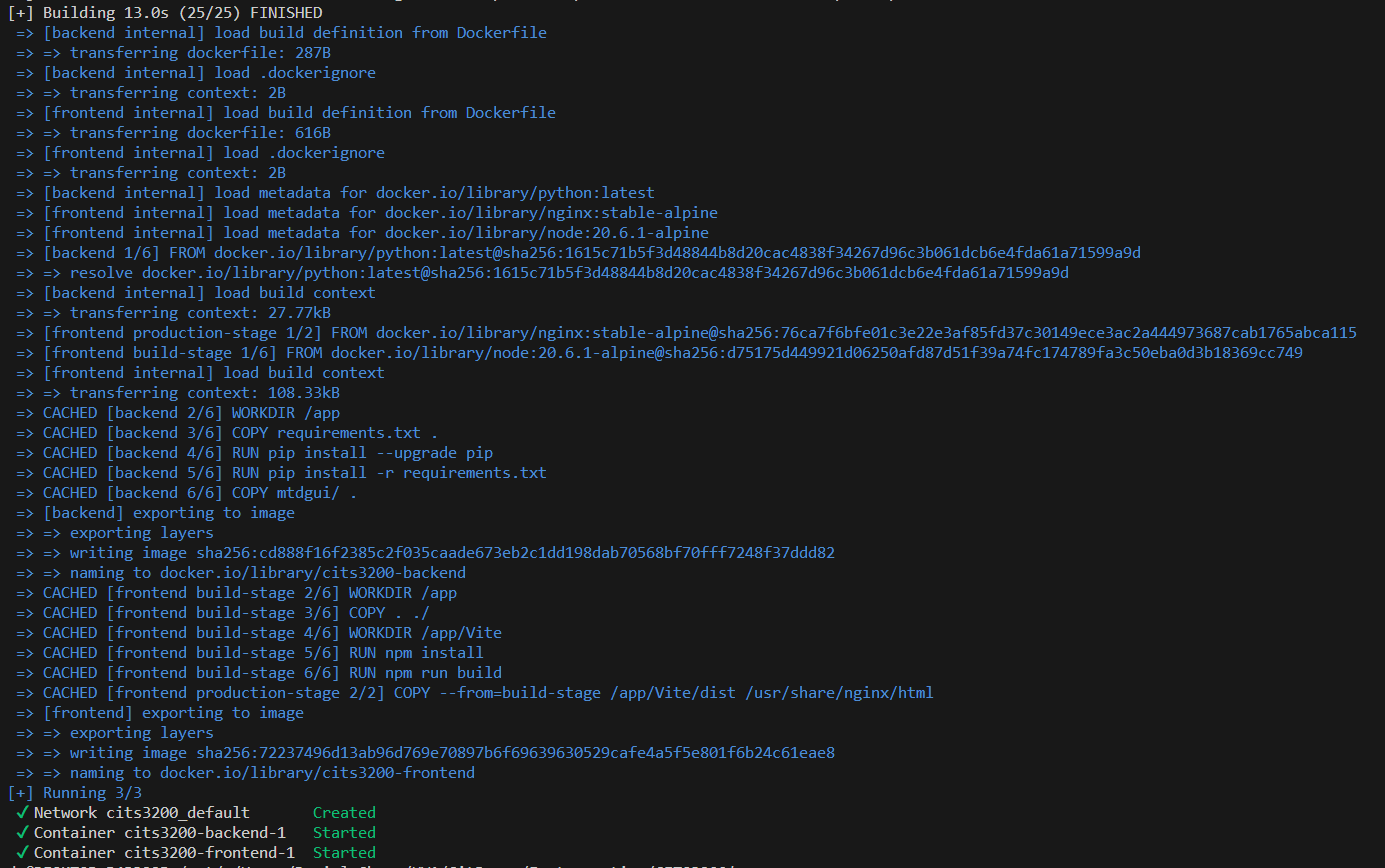 [+] Building 13.0s (25/25) FINISHED
=> [backend internal] load build definition from Dockerfile
=> => transferring dockerfile: 287B
=> [backend internal] load .dockerignore
=> => transferring context: 2B
=> [frontend internal] load build definition from Dockerfile
=> => transferring dockerfile: 616B
=> [frontend internal] load .dockerignore
=> => transferring context: 2B
=> [backend internal] load metadata for docker.io/library/python:latest
=> [frontend internal] load metadata for docker.io/library/nginx:stable-alpine
=> [frontend internal] load metadata for docker.io/library/node:20.6.1-alpine
=> [backend 1/6] FROM docker.io/library/python:latest@sha256:1615c71b5f3d48844b8d20cac4838f34267d96c3b061dcb6e4fda61a71599a9d
=> => resolve docker.io/library/python:latest@sha256:1615c71b5f3d48844b8d20cac4838f34267d96c3b061dcb6e4fda61a71599a9d
=> [backend internal] load build context
=> => transferring context: 27.77kB
=> [frontend production-stage 1/2] FROM docker.io/library/nginx:stable-alpine@sha256:76ca7f6bfe01c3e22e3af85fd37c30149ece3ac2a444973687cab1765abca115
=> [frontend build-stage 1/6] FROM docker.io/library/node:20.6.1-alpine@sha256:d75175d449921d06250afd87d51f39a74fc174789fa3c50eba0d3b18369cc749
=> [frontend internal] load build context
=> => transferring context: 108.33kB
=> CACHED [backend 2/6] WORKDIR /app
=> CACHED [backend 3/6] COPY requirements.txt .
=> CACHED [backend 4/6] RUN pip install --upgrade pip
=> CACHED [backend 5/6] RUN pip install -r requirements.txt
=> CACHED [backend 6/6] COPY mtdgui/ .
=> [backend] exporting to image
=> => exporting layers
=> => writing image sha256:cd888f16f2385c2f035caade673eb2c1dd198dab70568bf70fff7248f37ddd82
=> => naming to docker.io/library/cits3200-backend
=> CACHED [frontend build-stage 2/6] WORKDIR /app
=> CACHED [frontend build-stage 3/6] COPY . ./
=> CACHED [frontend build-stage 4/6] WORKDIR /app/Vite
=> CACHED [frontend build-stage 5/6] RUN npm install
=> CACHED [frontend build-stage 6/6] RUN npm run build
=> CACHED [frontend production-stage 2/2] COPY --from=build-stage /app/Vite/dist /usr/share/nginx/html
=> [frontend] exporting to image
=> => exporting layers
=> => writing image sha256:72237496d13ab96d769e70897b6f69639630529cafe4a5f5e801f6b24c61eae8
=> => naming to docker.io/library/cits3200-frontend
[+] Running 3/3
✓ Network cits3200_default Created
✓ Container cits3200-backend-1 Started
✓ Container cits3200-frontend-1 Started